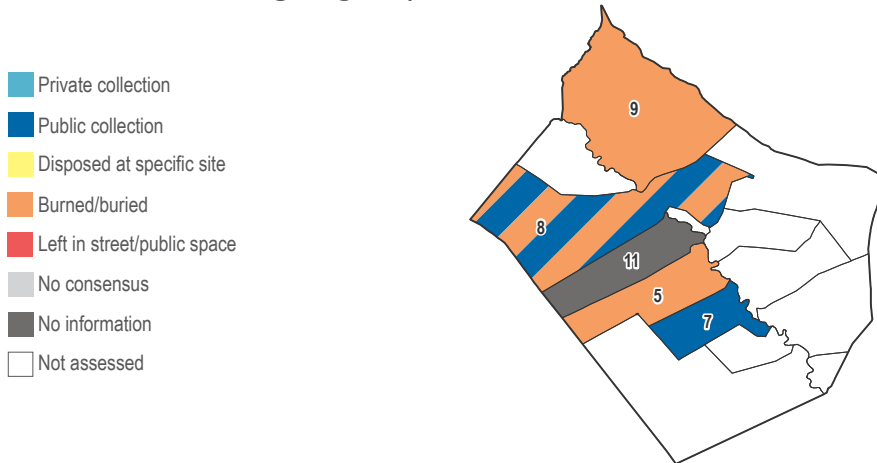 9
Private collection
Public collection
Disposed at specific site
Burned/buried
8
Left in street/public space
11
No consensus
5
No information
7
Not assessed